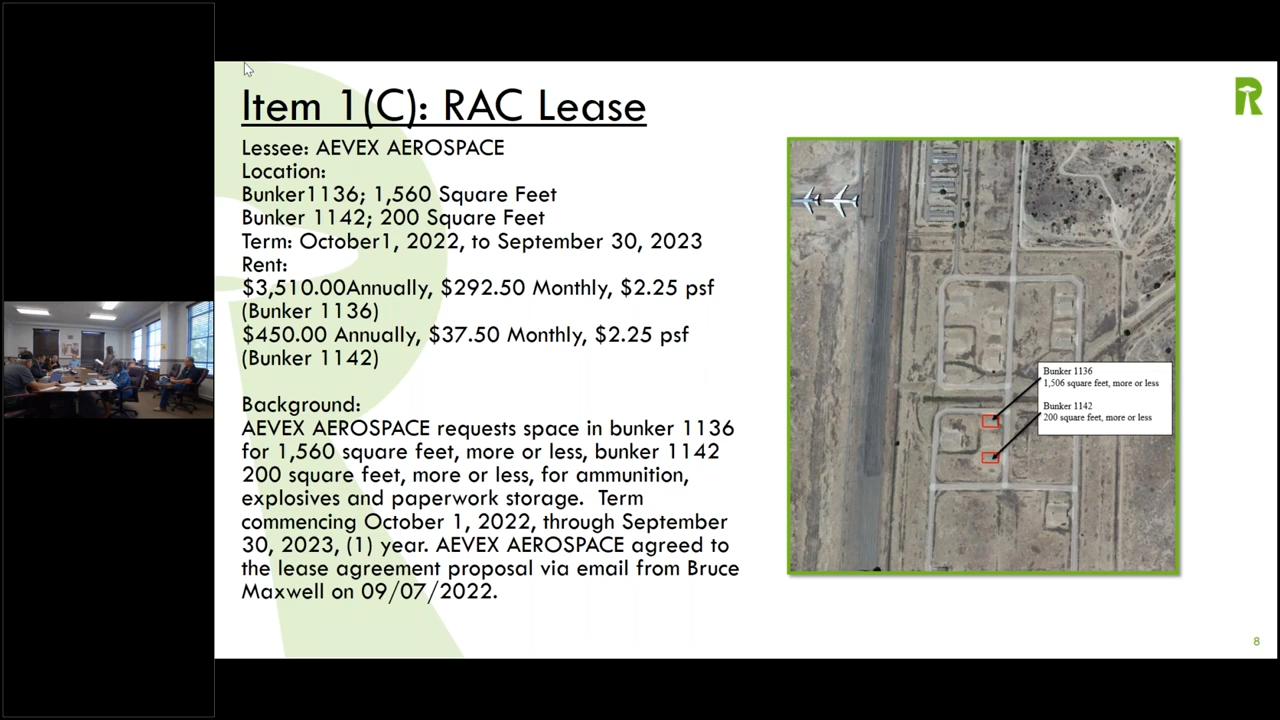 Item 1(C): RAC Lease
Lessee: AEVEX AEROSPACE
Location:
Bunker1136; 1,560 Square Feet
Bunker 1142; 200 Square Feet
Term: October1, 2022, to September 30, 2023
Rent:
$3,510.00Annually, $292.50 Monthly, $2.25 psf
(Bunker 1136)
$450.00 Annually, $37.50 Monthly, $2.25 psf
(Bunker 1142)
Background:
AEVEX AEROSPACE requests space in bunker 1136
for 1,560 square feet, more or less, bunker 1142
200 square feet, more or less, for ammunition,
explosives and paperwork storage. Term
commencing October 1, 2022, through September
30, 2023, (1) year. AEVEX AEROSPACE agreed to
the lease agreement proposal via email from Bruce
Maxwell on 09/07/2022.
R
Bunker 1136
1,506 square feet, more or less
Bunker 1142
200 square feet, more or less
8